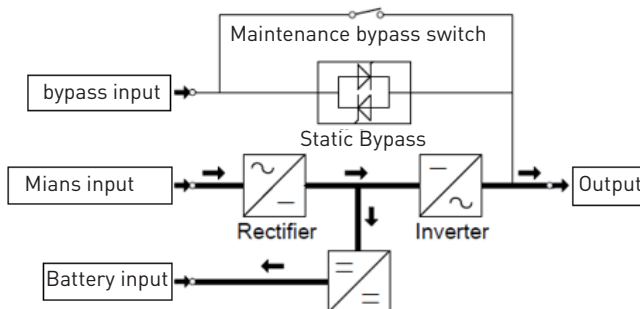 Maintenance bypass switch
bypass input
Static Bypass
Mians input
Output
Rectifier
Inverter
Battery input